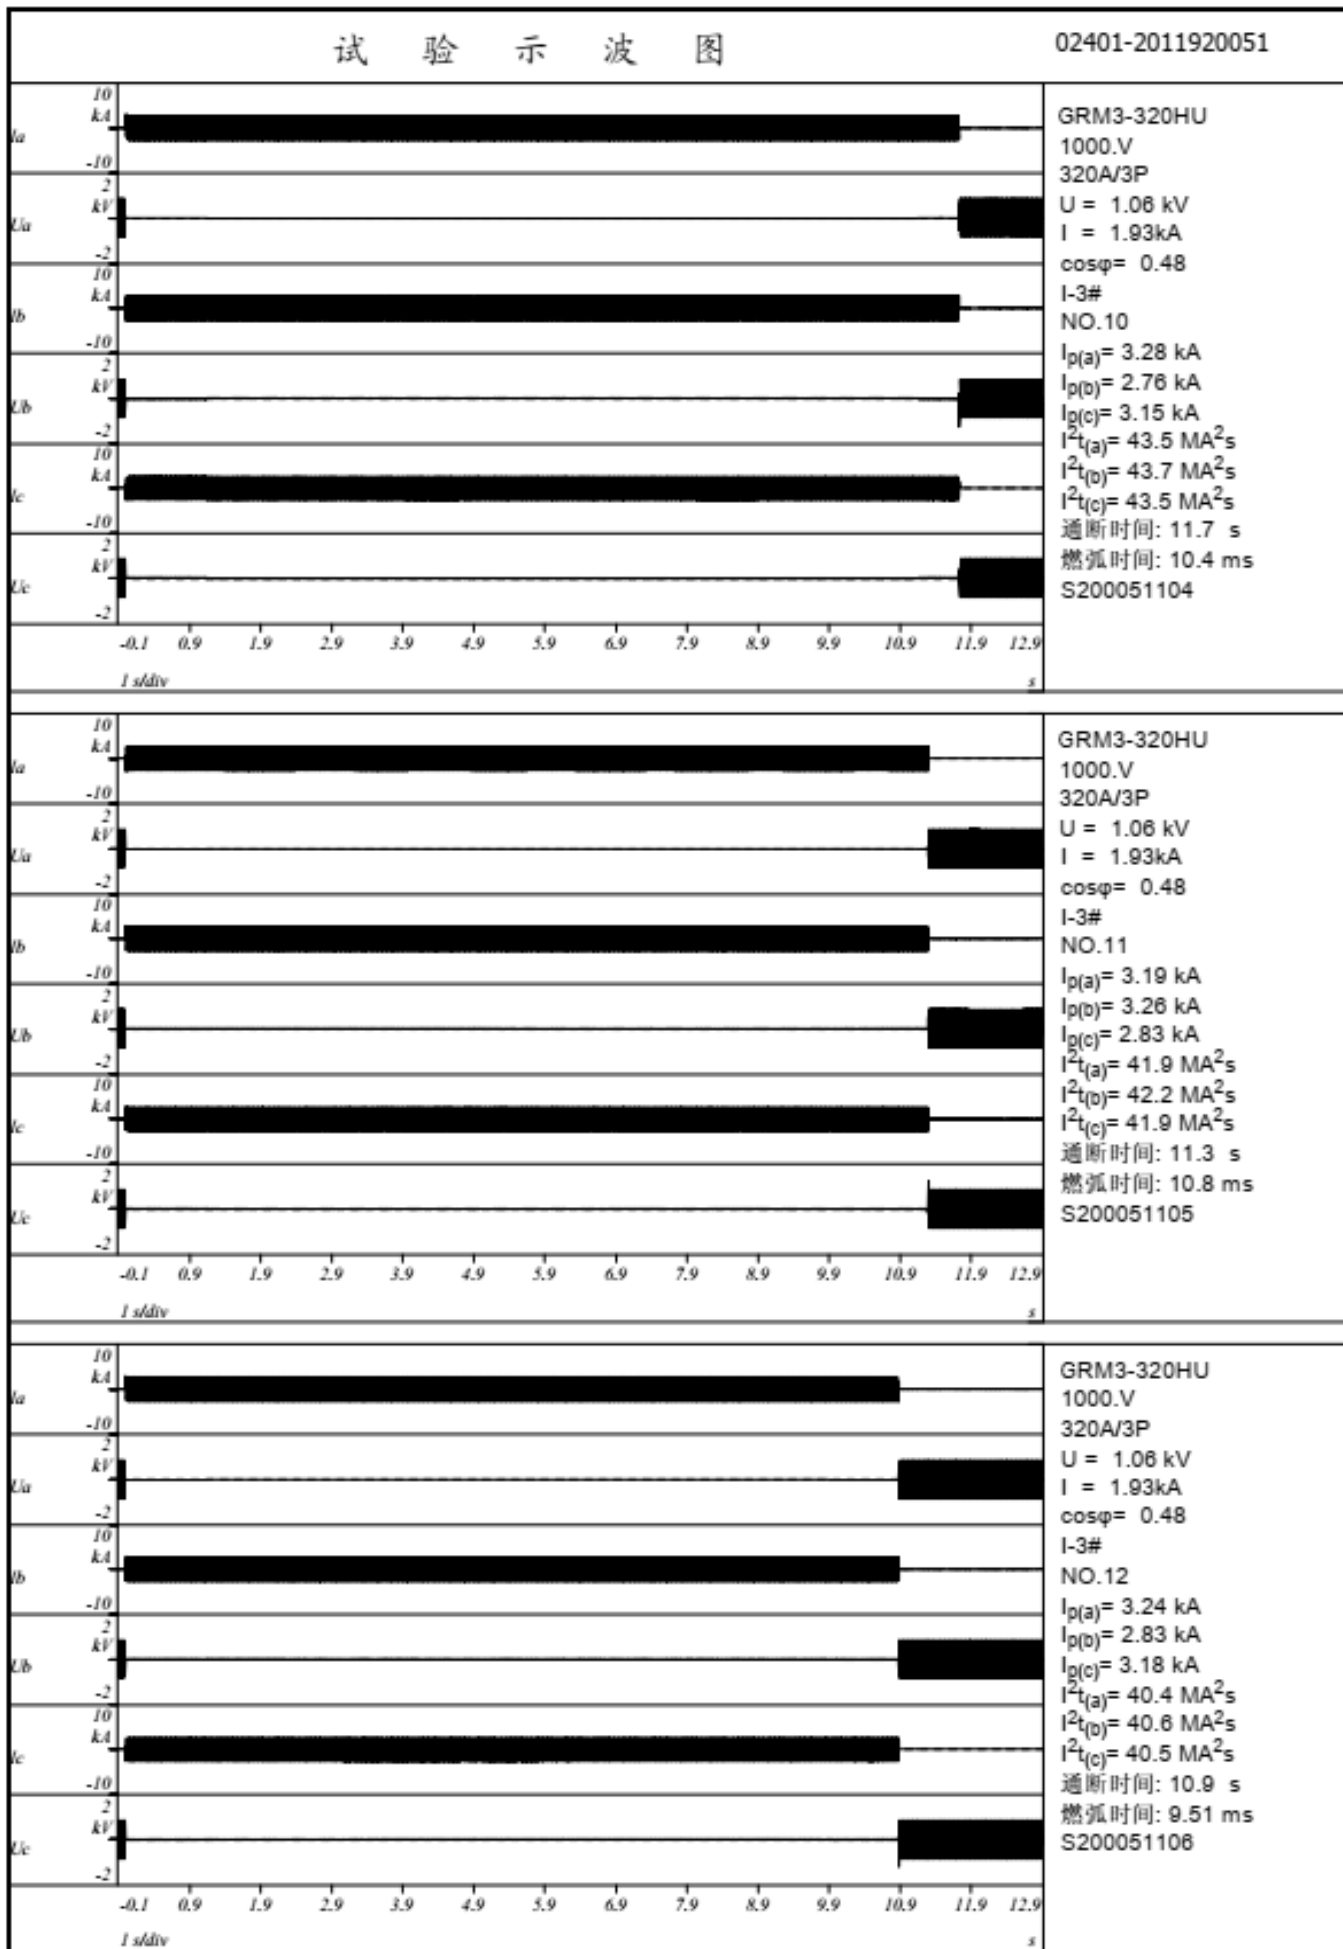 试验示波图
02401-2011920051
10
kA
Ia
-10
2
kV
Ua
-2
10
kA
Ib
-10
2
kV
Ub
-2
10
kA
Ic
-10
2
kV
Uc
-2
-0.1 0.9 1.9 2.9 3.9 4.9 5.9 6.9 7.9 8.9 9.9 10.9 11.9 12.9
1 s/div s
GRM3-320HU
1000.V
320A/3P
U = 1.06 kV
I = 1.93kA
cosφ= 0.48
I-3#
NO.10
Ip(a)= 3.28 kA
Ip(b)= 2.76 kA
Ip(c)= 3.15 kA
I²t(a)= 43.5 MA²s
I²t(b)= 43.7 MA²s
I²t(c)= 43.5 MA²s
通断时间: 11.7 s
燃弧时间: 10.4 ms
S200051104
10
kA
Ia
-10
2
kV
Ua
-2
10
kA
Ib
-10
2
kV
Ub
-2
10
kA
Ic
-10
2
kV
Uc
-2
-0.1 0.9 1.9 2.9 3.9 4.9 5.9 6.9 7.9 8.9 9.9 10.9 11.9 12.9
1 s/div s
GRM3-320HU
1000.V
320A/3P
U = 1.06 kV
I = 1.93kA
cosφ= 0.48
I-3#
NO.11
Ip(a)= 3.19 kA
Ip(b)= 3.26 kA
Ip(c)= 2.83 kA
I²t(a)= 41.9 MA²s
I²t(b)= 42.2 MA²s
I²t(c)= 41.9 MA²s
通断时间: 11.3 s
燃弧时间: 10.8 ms
S200051105
10
kA
Ia
-10
2
kV
Ua
-2
10
kA
Ib
-10
2
kV
Ub
-2
10
kA
Ic
-10
2
kV
Uc
-2
-0.1 0.9 1.9 2.9 3.9 4.9 5.9 6.9 7.9 8.9 9.9 10.9 11.9 12.9
1 s/div s
GRM3-320HU
1000.V
320A/3P
U = 1.06 kV
I = 1.93kA
cosφ= 0.48
I-3#
NO.12
Ip(a)= 3.24 kA
Ip(b)= 2.83 kA
Ip(c)= 3.18 kA
I²t(a)= 40.4 MA²s
I²t(b)= 40.6 MA²s
I²t(c)= 40.5 MA²s
通断时间: 10.9 s
燃弧时间: 9.51 ms
S200051106